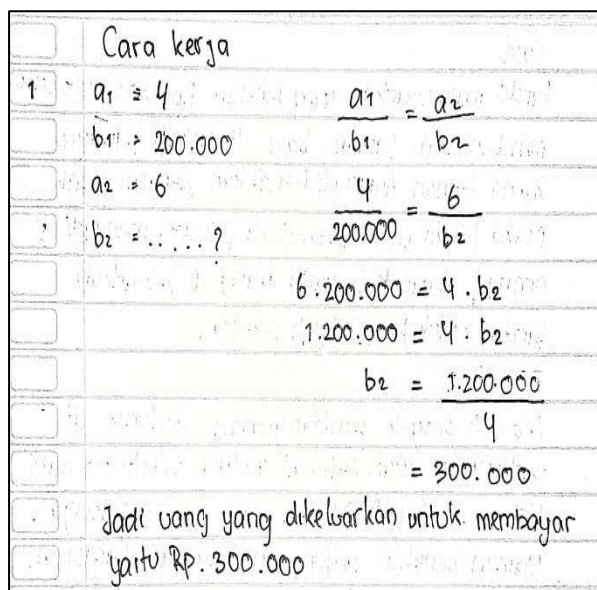 Cara kerja
1 a1 = 4 a1/b1 = a2/b2
b1 = 200.000
a2 = 6 4/200.000 = 6/b2
b2 = .....?
6.200.000 = 4 . b2
1.200.000 = 4 . b2
b2 = 1.200.000/4
= 300.000
Jadi uang yang dikeluarkan untuk membayar
yaitu Rp. 300.000